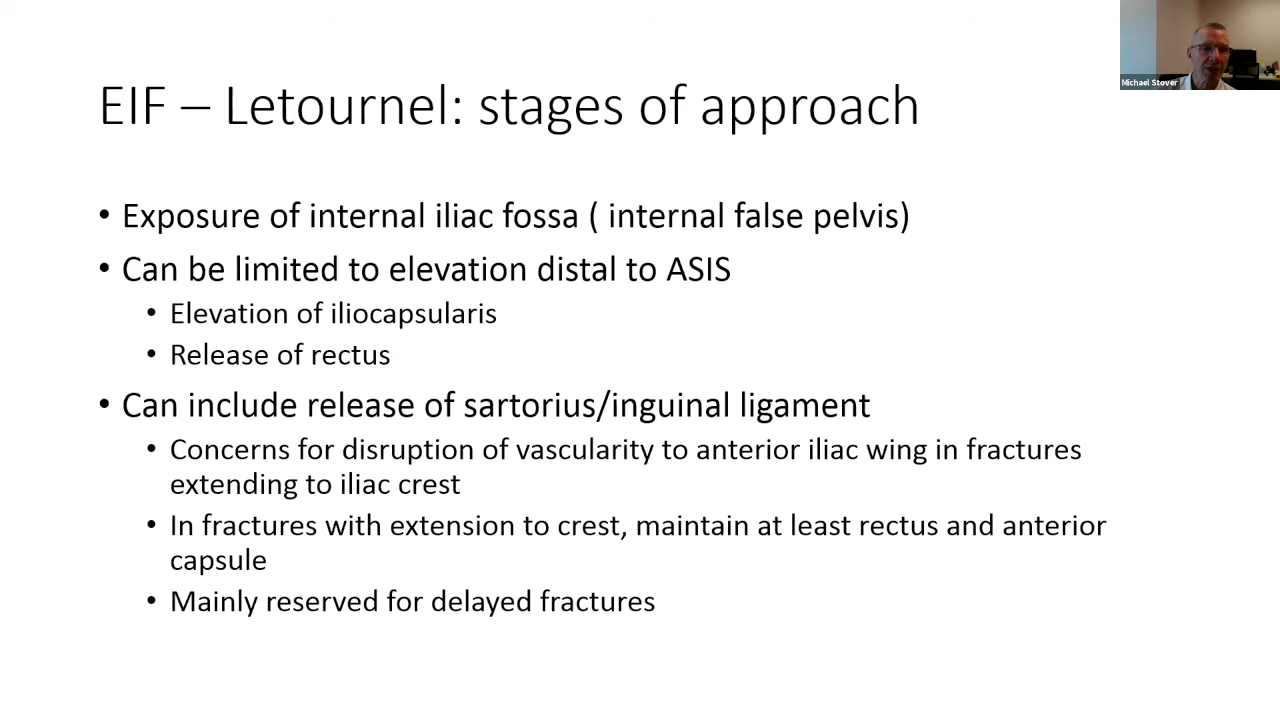 Michael Stover
EIF – Letournel: stages of approach
• Exposure of internal iliac fossa ( internal false pelvis)
• Can be limited to elevation distal to ASIS
• Elevation of iliocapsularis
• Release of rectus
• Can include release of sartorius/inguinal ligament
• Concerns for disruption of vascularity to anterior iliac wing in fractures
extending to iliac crest
• In fractures with extension to crest, maintain at least rectus and anterior
capsule
• Mainly reserved for delayed fractures